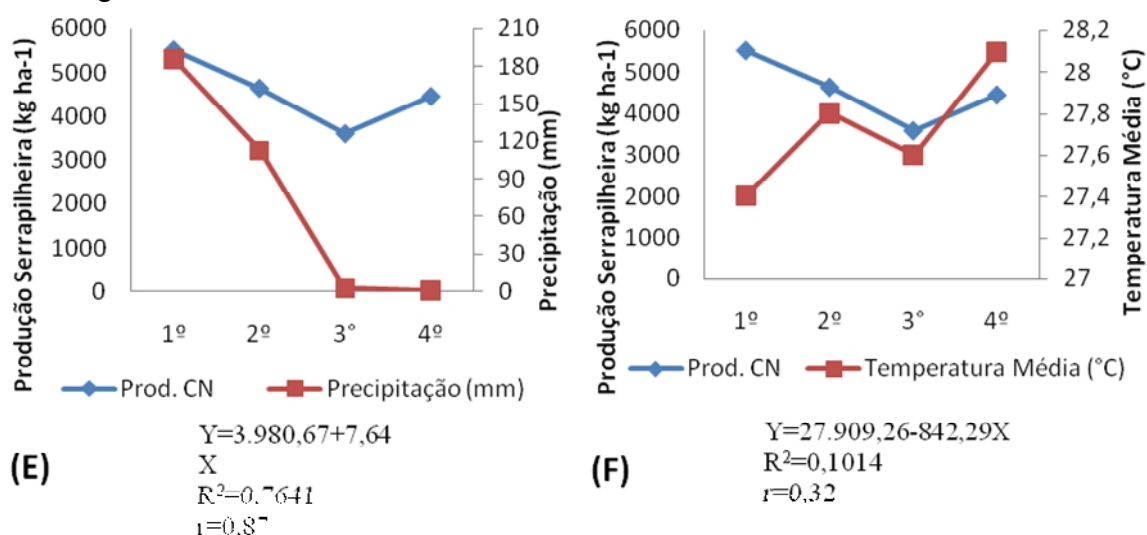 6000
5000
4000
3000
2000
1000
0
Produção Serrapilheira (kg ha-1)
210
180
150
120
90
60
30
0
Precipitação (mm)
1º
2º
3°
4º
Prod. CN
Precipitação (mm)
(E)
Y=3.980,67+7,64
X
R²=0,7641
r=0,87
6000
5000
4000
3000
2000
1000
0
Produção Serrapilheira (kg ha-1)
28,2
28
27,8
27,6
27,4
27,2
27
Temperatura Média (°C)
1º
2º
3°
4º
Prod. CN
Temperatura Média (°C)
(F)
Y=27.909,26-842,29X
R²=0,1014
r=0,32